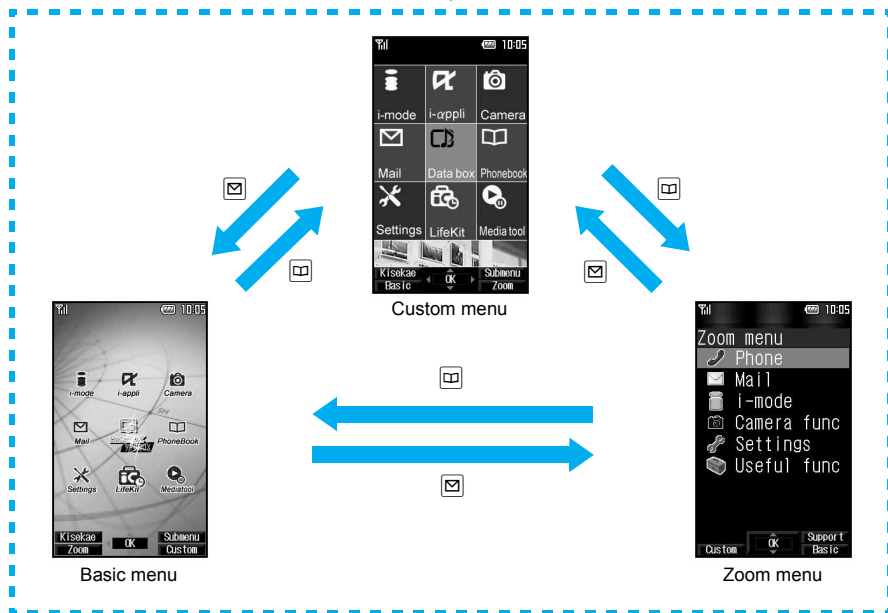 10:05
i-mode i-αppli Camera
Mail Data box Phonebook
Settings LifeKit Media tool
Kisekae Submenu
Basic OK Zoom
Custom menu
10:05
i-mode i-appli Camera
Mail PhoneBook
Settings LifeKit Mediatool
Kisekae Submenu
Zoom OK Custom
Basic menu
10:05
Zoom menu
Phone
Mail
i-mode
Camera func
Settings
Useful func
Support
Custom OK Basic
Zoom menu